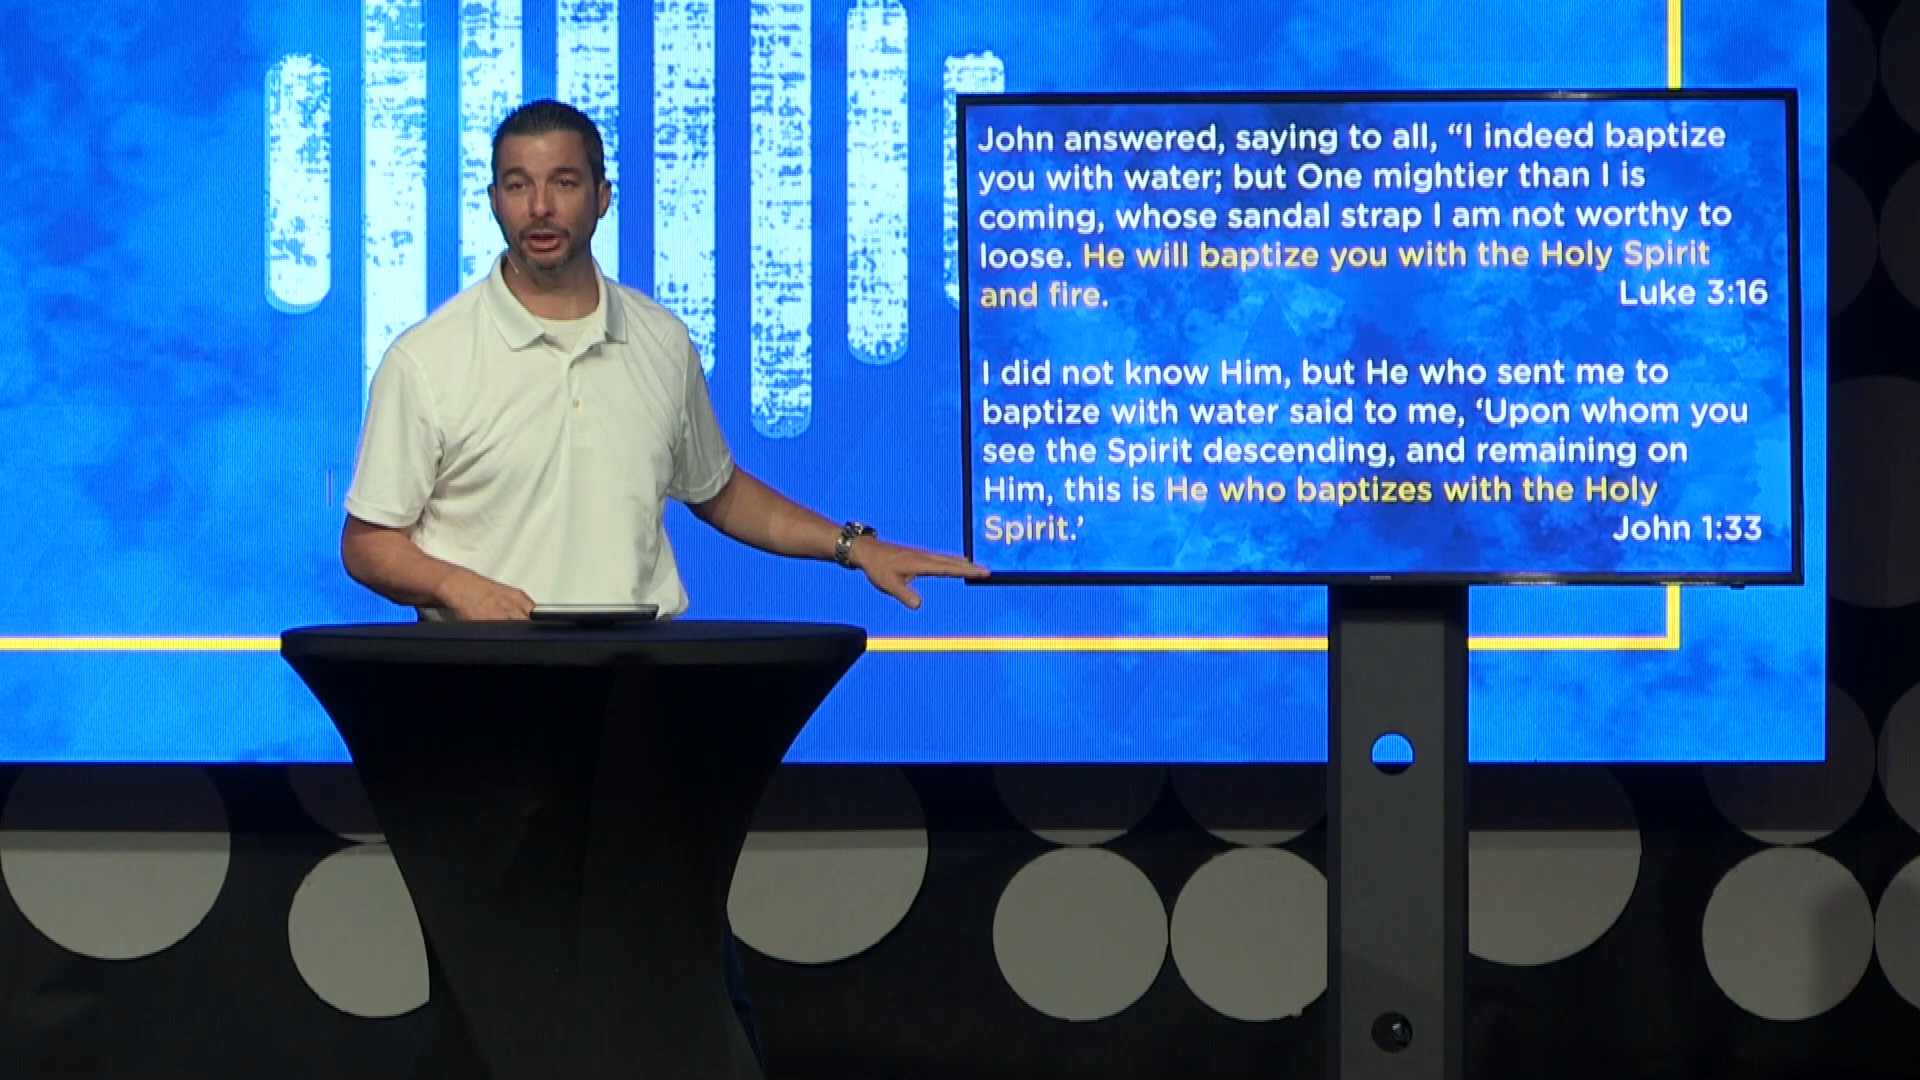 John answered, saying to all, “I indeed baptize
you with water; but One mightier than I is
coming, whose sandal strap I am not worthy to
loose. He will baptize you with the Holy Spirit
and fire. Luke 3:16
I did not know Him, but He who sent me to
baptize with water said to me, ‘Upon whom you
see the Spirit descending, and remaining on
Him, this is He who baptizes with the Holy
Spirit.’ John 1:33